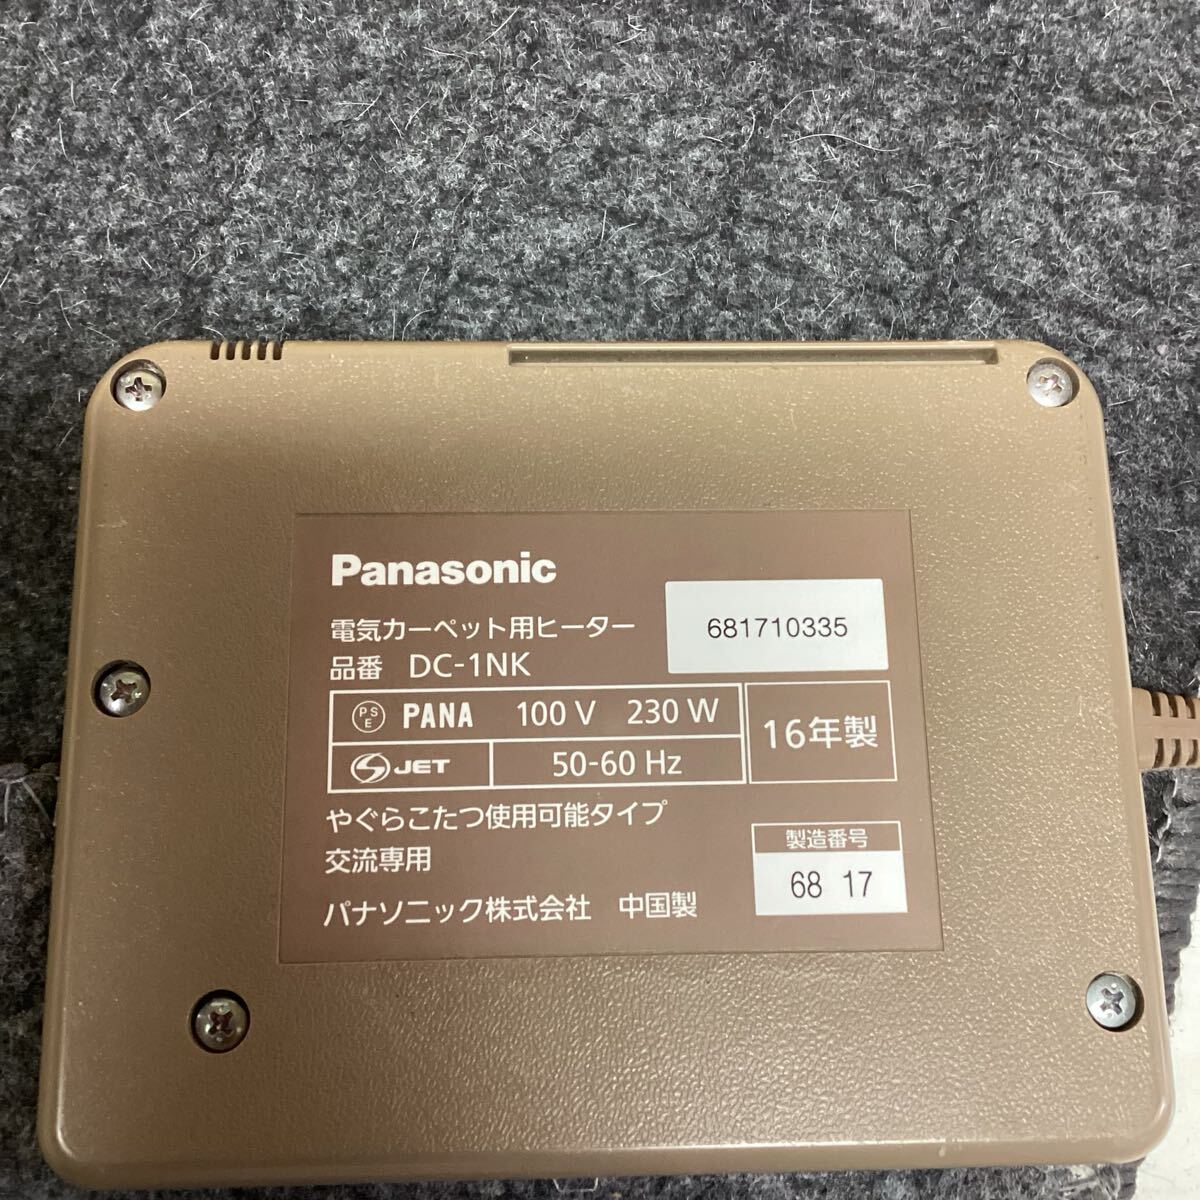 Panasonic
電気カーペット用ヒーター
681710335
品番 DC-1NK
PSE PANA 100 V 230 W
16年製
JET 50-60 Hz
やぐらこたつ使用可能タイプ
交流専用
製造番号
68 17
パナソニック株式会社 中国製